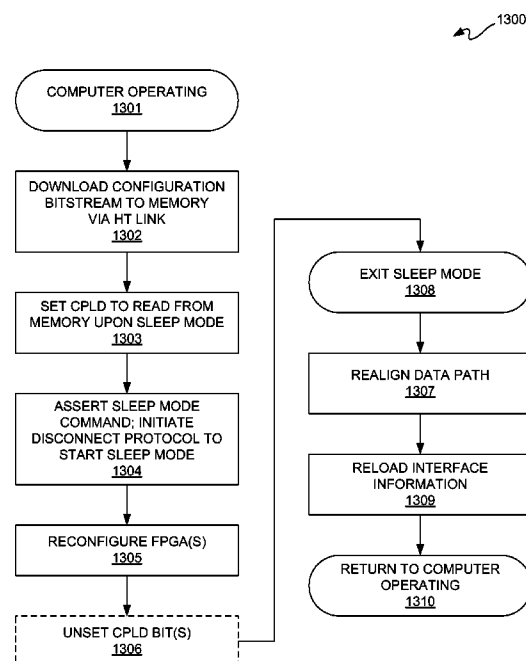 1300
COMPUTER OPERATING
1301
DOWNLOAD CONFIGURATION
BITSTREAM TO MEMORY
VIA HT LINK
1302
SET CPLD TO READ FROM
MEMORY UPON SLEEP MODE
1303
ASSERT SLEEP MODE
COMMAND; INITIATE
DISCONNECT PROTOCOL TO
START SLEEP MODE
1304
RECONFIGURE FPGA(S)
1305
UNSET CPLD BIT(S)
1306
EXIT SLEEP MODE
1308
REALIGN DATA PATH
1307
RELOAD INTERFACE
INFORMATION
1309
RETURN TO COMPUTER
OPERATING
1310